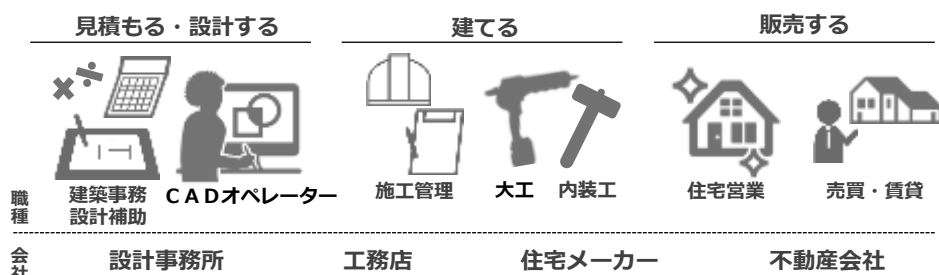 見積もる・設計する
建てる
販売する
職種
建築事務
設計補助
CADオペレーター
施工管理
大工
内装工
住宅営業
売買・賃貸
会社
設計事務所
工務店
住宅メーカー
不動産会社